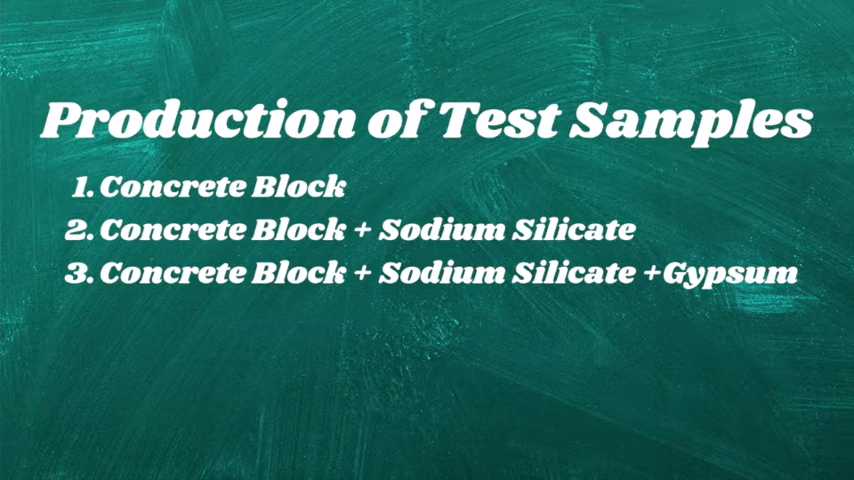 Production of Test Samples
1. Concrete Block
2. Concrete Block + Sodium Silicate
3. Concrete Block + Sodium Silicate +Gypsum